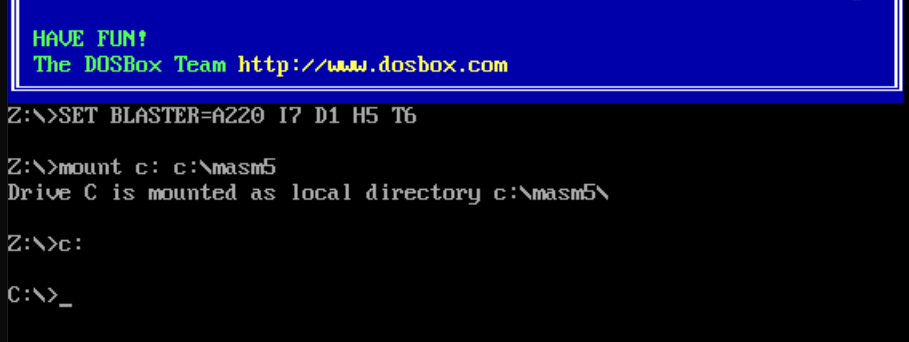 HAVE FUN!
The DOSBox Team http://www.dosbox.com
Z:\>SET BLASTER=A220 I7 D1 H5 T6
Z:\>mount c: c:\masm5
Drive C is mounted as local directory c:\masm5\
Z:\>c:
C:\>_